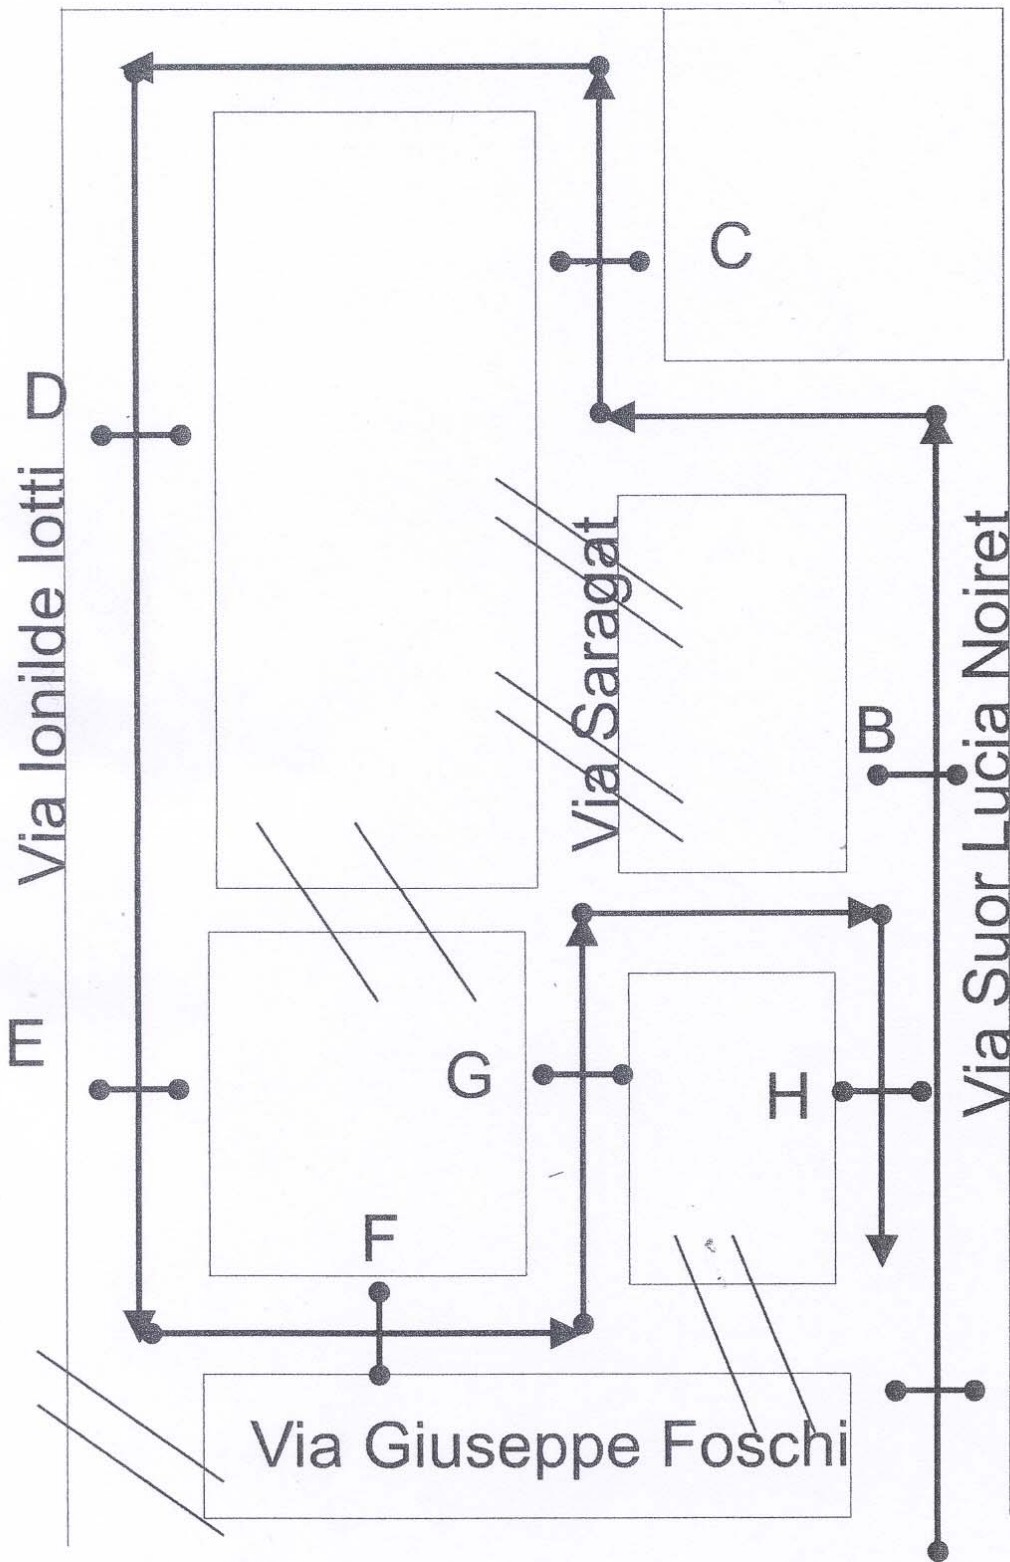 C
D
Via Ionilde Iotti
Via Saragat
B
Via Suor Lucia Noiret
E
G
H
F
Via Giuseppe Foschi